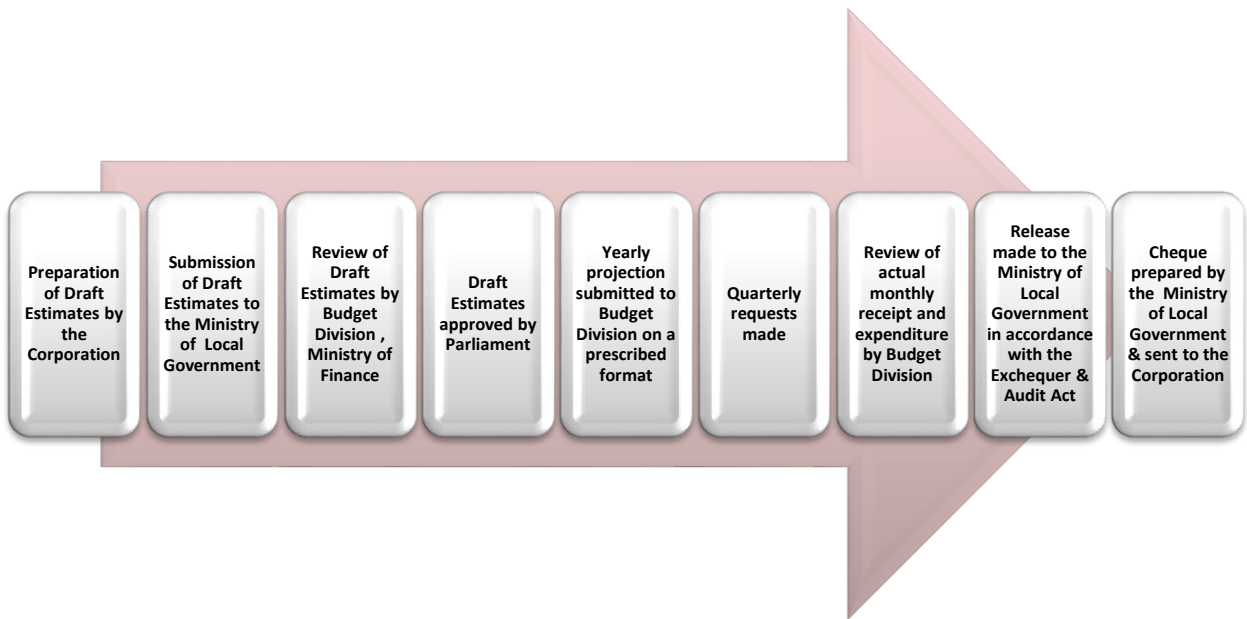 Preparation
of Draft
Estimates by
the
Corporation
Submission
of Draft
Estimates to
the Ministry
of Local
Government
Review of
Draft
Estimates by
Budget
Division ,
Ministry of
Finance
Draft
Estimates
approved by
Parliament
Yearly
projection
submitted to
Budget
Division on a
prescribed
format
Quarterly
requests
made
Review of
actual
monthly
receipt and
expenditure
by Budget
Division
Release
made to the
Ministry of
Local
Government
in accordance
with the
Exchequer &
Audit Act
Cheque
prepared by
the Ministry
of Local
Government
& sent to the
Corporation